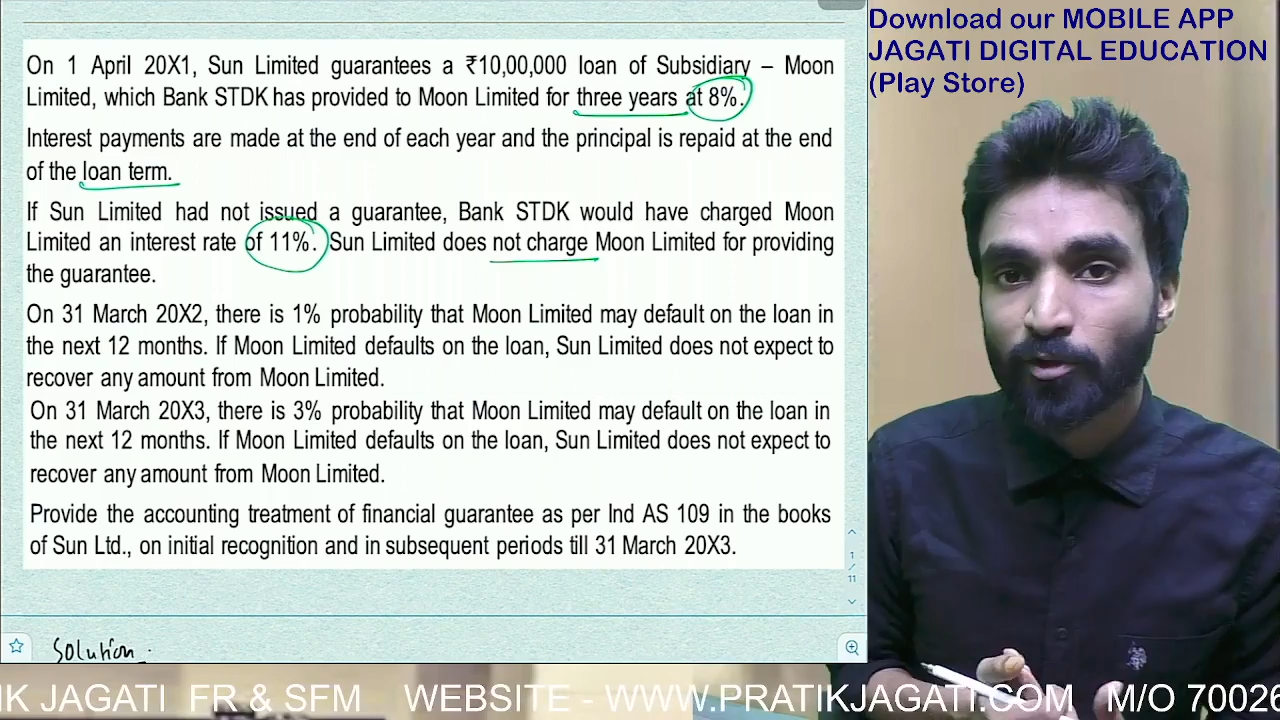 On 1 April 20X1, Sun Limited guarantees a ₹10,00,000 loan of Subsidiary – Moon
Limited, which Bank STDK has provided to Moon Limited for three years at 8%.
Interest payments are made at the end of each year and the principal is repaid at the end
of the loan term.
If Sun Limited had not issued a guarantee, Bank STDK would have charged Moon
Limited an interest rate of 11%. Sun Limited does not charge Moon Limited for providing
the guarantee.
On 31 March 20X2, there is 1% probability that Moon Limited may default on the loan in
the next 12 months. If Moon Limited defaults on the loan, Sun Limited does not expect to
recover any amount from Moon Limited.
On 31 March 20X3, there is 3% probability that Moon Limited may default on the loan in
the next 12 months. If Moon Limited defaults on the loan, Sun Limited does not expect to
recover any amount from Moon Limited.
Provide the accounting treatment of financial guarantee as per Ind AS 109 in the books
of Sun Ltd., on initial recognition and in subsequent periods till 31 March 20X3.
1
/
11
Solution -
Download our MOBILE APP
JAGATI DIGITAL EDUCATION
(Play Store)
IK JAGATI FR & SFM WEBSITE - WWW.PRATIKJAGATI.COM M/O 70026